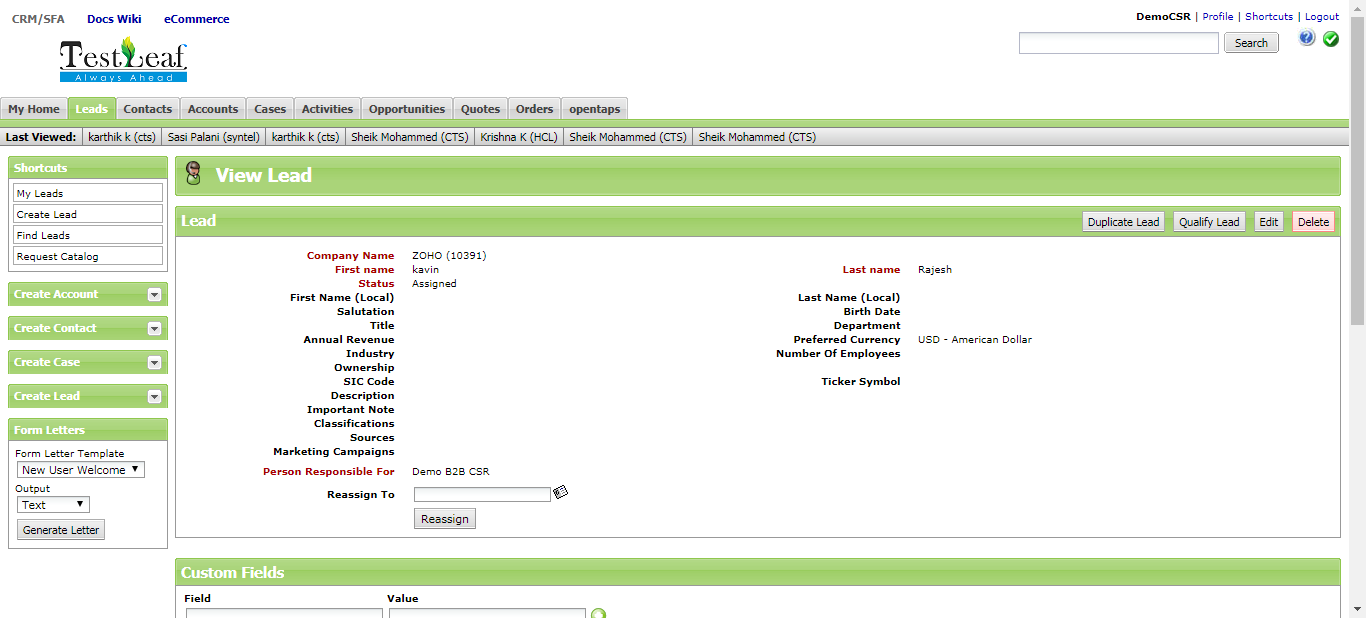 CRM/SFA Docs Wiki eCommerce
DemoCSR | Profile | Shortcuts | Logout
TestLeaf
Always Ahead
Search
My Home Leads Contacts Accounts Cases Activities Opportunities Quotes Orders opentaps
Last Viewed: karthik k (cts) Sasi Palani (syntel) karthik k (cts) Sheik Mohammed (CTS) Krishna K (HCL) Sheik Mohammed (CTS) Sheik Mohammed (CTS)
Shortcuts
My Leads
Create Lead
Find Leads
Request Catalog
Create Account
Create Contact
Create Case
Create Lead
Form Letters
Form Letter Template
New User Welcome
Output
Text
Generate Letter
View Lead
Lead
Duplicate Lead Qualify Lead Edit Delete
Company Name ZOHO (10391)
First name kavin Last name Rajesh
Status Assigned
First Name (Local) Last Name (Local)
Salutation Birth Date
Title Department
Annual Revenue Preferred Currency USD - American Dollar
Industry Number Of Employees
Ownership
SIC Code Ticker Symbol
Description
Important Note
Classifications
Sources
Marketing Campaigns
Person Responsible For Demo B2B CSR
Reassign To
Reassign
Custom Fields
Field Value